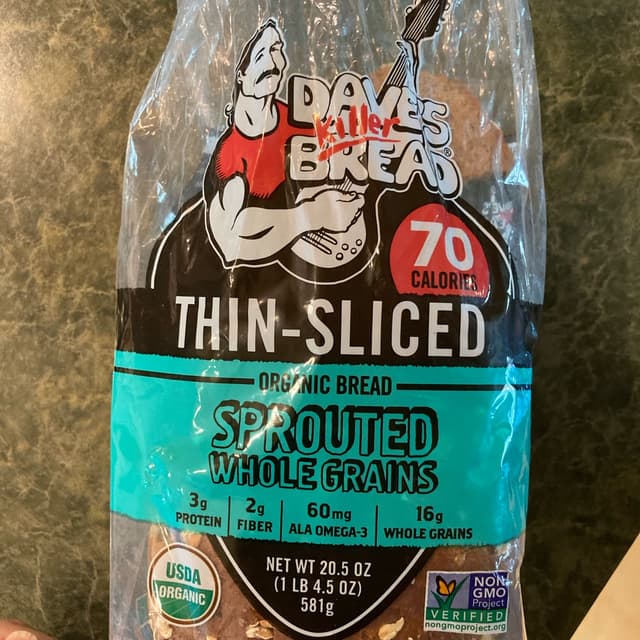 DAVE'S
Killer
BREAD®
70
CALORIES
THIN-SLICED
ORGANIC BREAD
SPROUTED
WHOLE GRAINS
3g
PROTEIN
2g
FIBER
60mg
ALA OMEGA-3
16g
WHOLE GRAINS
NET WT 20.5 OZ
(1 LB 4.5 OZ)
581g
USDA
ORGANIC
NON
GMO
Project
VERIFIED
nongmoproject.org